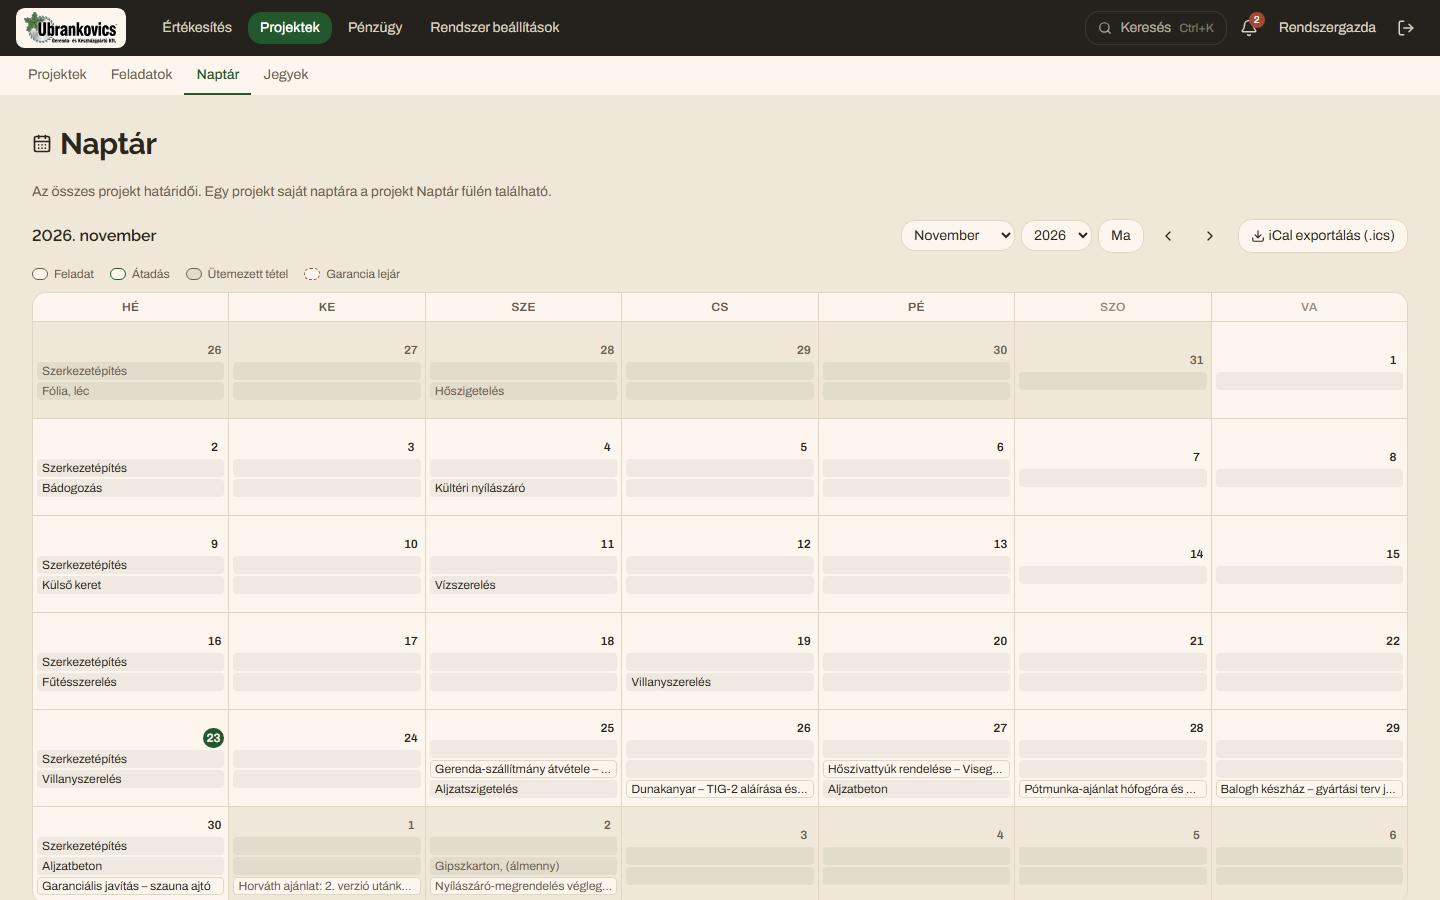 Ubrankovics
Gerenda- és Készházgyártó Kft.
Értékesítés
Projektek
Pénzügy
Rendszer beállítások
Keresés Ctrl+K
2
Rendszergazda
Projektek
Feladatok
Naptár
Jegyek
Naptár
Az összes projekt határidői. Egy projekt saját naptára a projekt Naptár fülén található.
2026. november
November
2026
Ma
iCal exportálás (.ics)
Feladat
Átadás
Ütemezett tétel
Garancia lejár
HÉ KE SZE CS PÉ SZO VA
26 27 28 29 30 31 1
Szerkezetépítés
Fólia, léc
Hőszigetelés
2 3 4 5 6 7 8
Szerkezetépítés
Bádogozás
Kültéri nyílászáró
9 10 11 12 13 14 15
Szerkezetépítés
Külső keret
Vízszerelés
16 17 18 19 20 21 22
Szerkezetépítés
Fűtésszerelés
Villanyszerelés
23 24 25 26 27 28 29
Szerkezetépítés
Villanyszerelés
Gerenda-szállítmány átvétele – ...
Aljzatszigetelés
Dunakanyar – TIG-2 aláírása és...
Hőszivattyúk rendelése – Viseg...
Aljzatbeton
Pótmunka-ajánlat hófogóra és ...
Balogh készház – gyártási terv j...
30 1 2 3 4 5 6
Szerkezetépítés
Aljzatbeton
Garanciális javítás – szauna ajtó
Horváth ajánlat: 2. verzió utánk...
Gipszkarton, (álmenny)
Nyílászáró-megrendelés végleg...